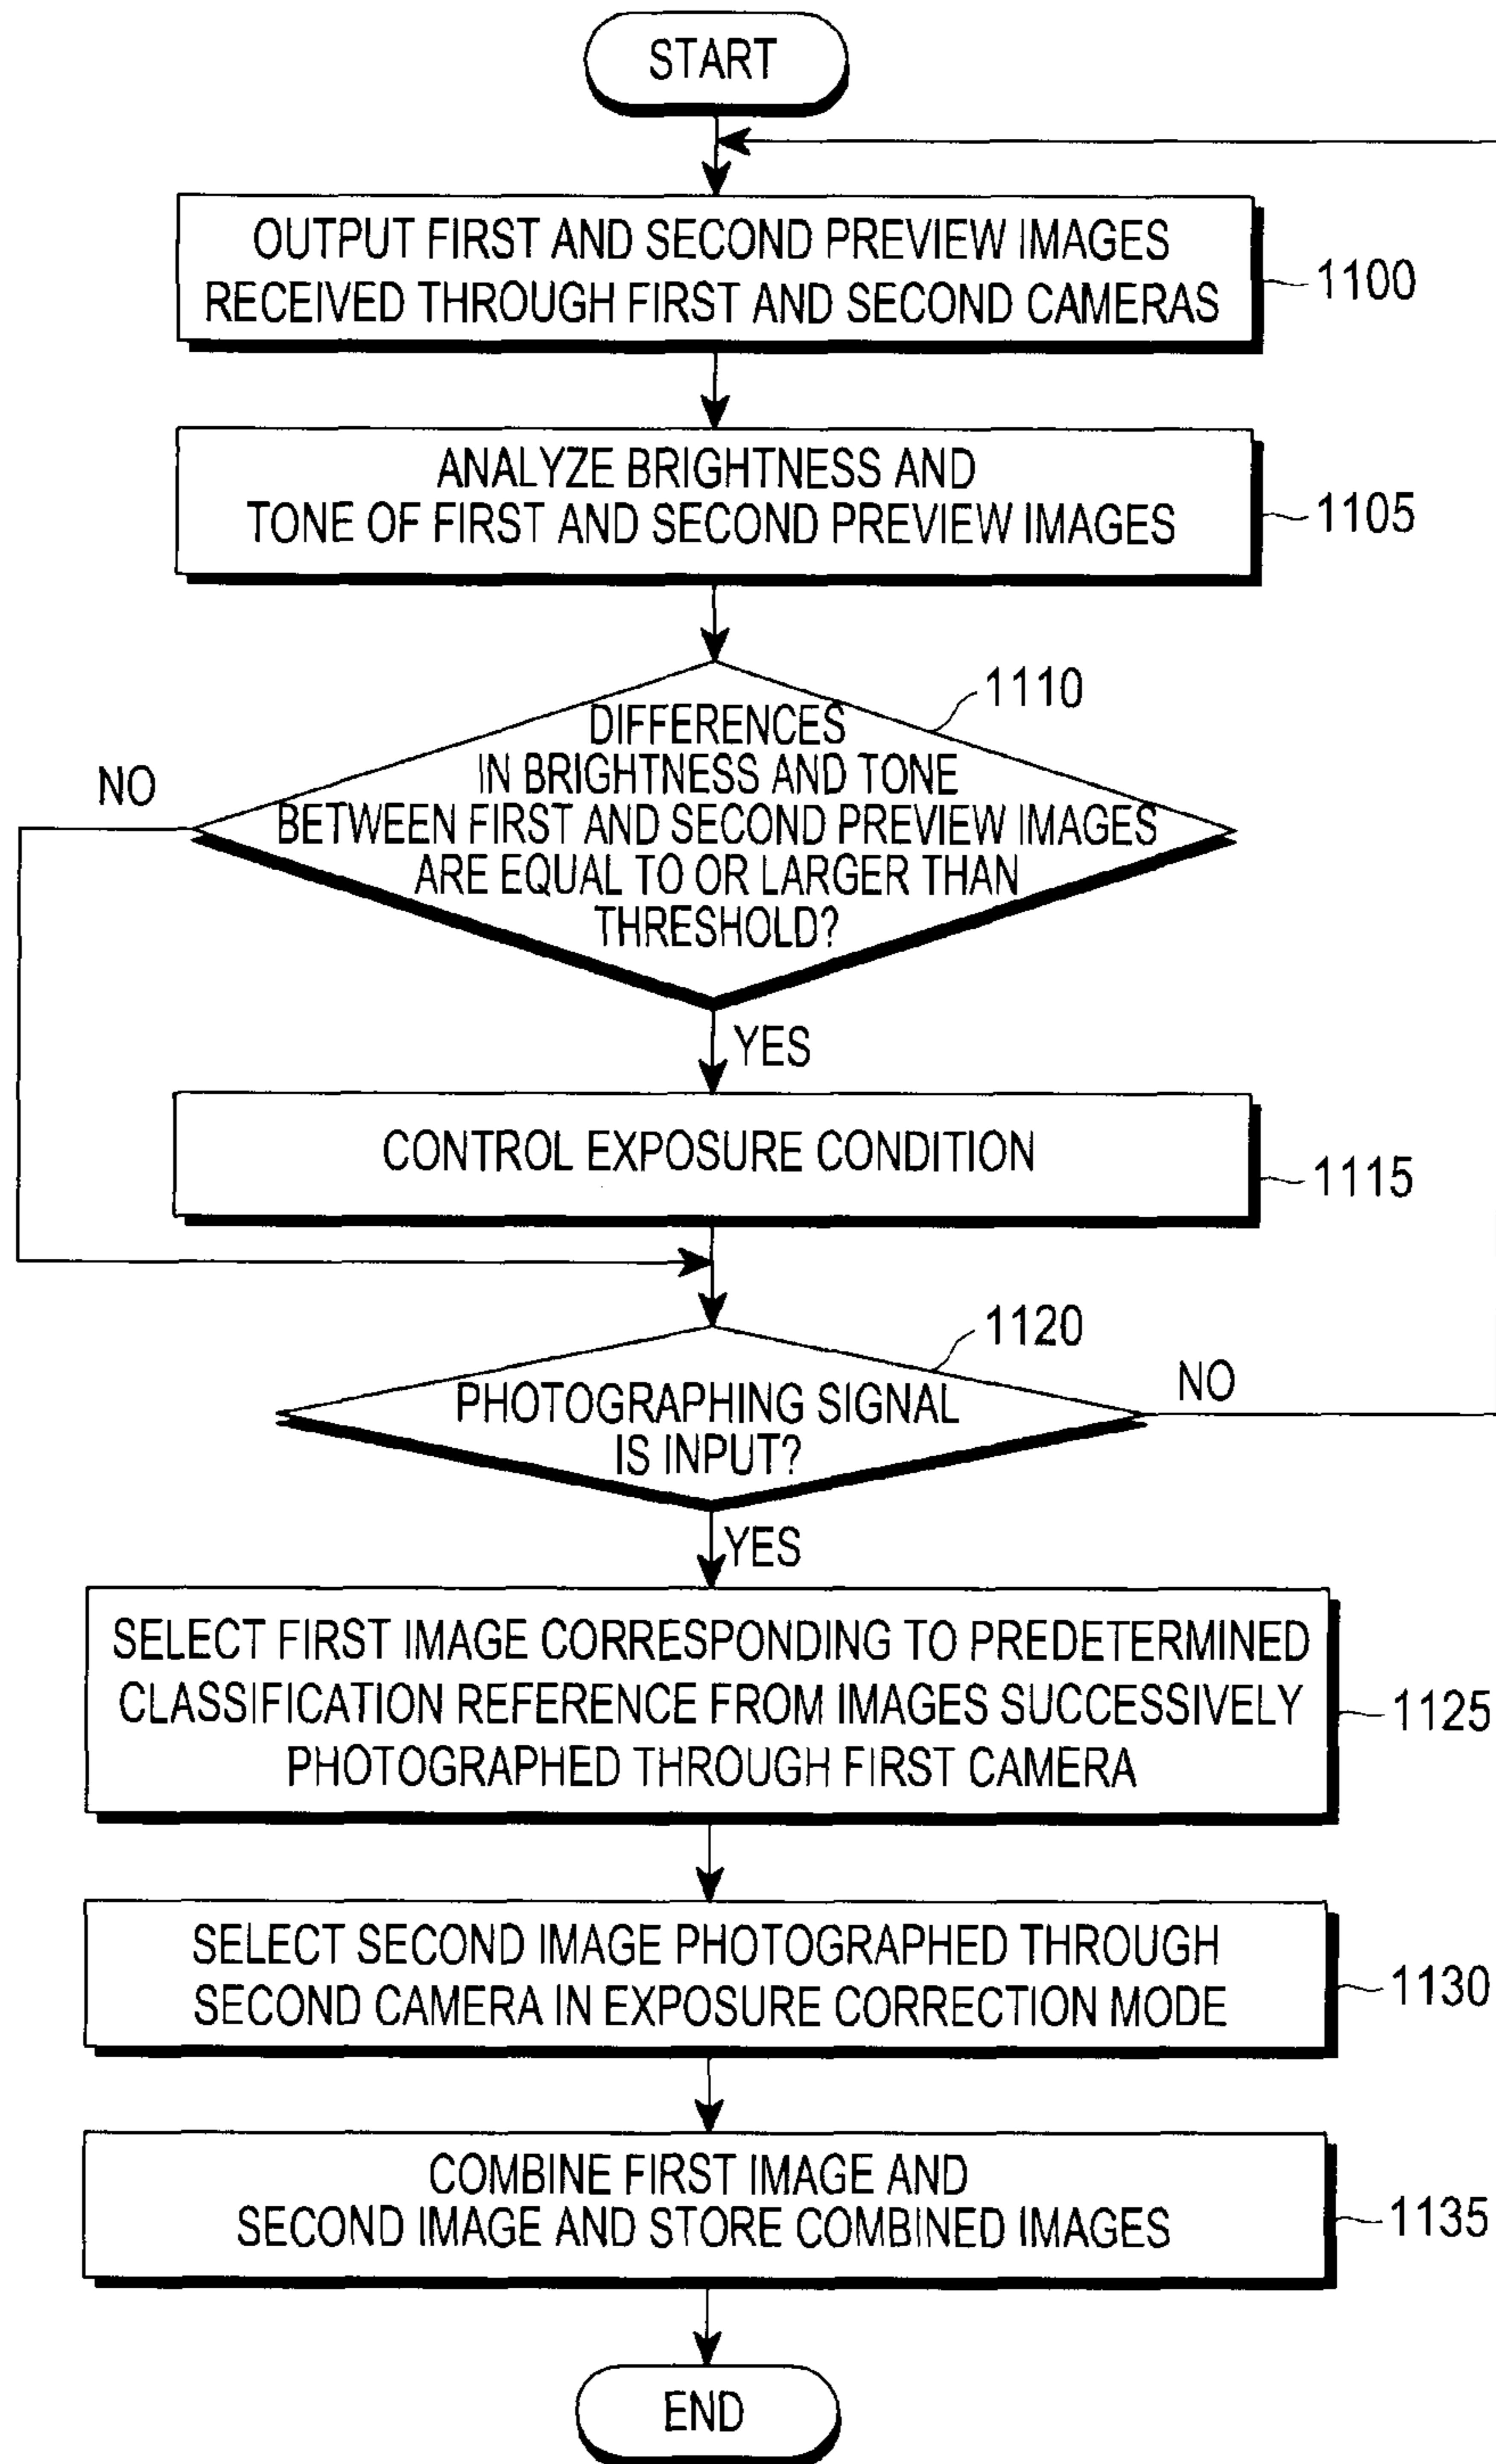 START
OUTPUT FIRST AND SECOND PREVIEW IMAGES
RECEIVED THROUGH FIRST AND SECOND CAMERAS
1100
ANALYZE BRIGHTNESS AND
TONE OF FIRST AND SECOND PREVIEW IMAGES
1105
1110
DIFFERENCES
IN BRIGHTNESS AND TONE
BETWEEN FIRST AND SECOND PREVIEW IMAGES
ARE EQUAL TO OR LARGER THAN
THRESHOLD?
NO
YES
CONTROL EXPOSURE CONDITION
1115
1120
PHOTOGRAPHING SIGNAL
IS INPUT?
NO
YES
SELECT FIRST IMAGE CORRESPONDING TO PREDETERMINED
CLASSIFICATION REFERENCE FROM IMAGES SUCCESSIVELY
PHOTOGRAPHED THROUGH FIRST CAMERA
1125
SELECT SECOND IMAGE PHOTOGRAPHED THROUGH
SECOND CAMERA IN EXPOSURE CORRECTION MODE
1130
COMBINE FIRST IMAGE AND
SECOND IMAGE AND STORE COMBINED IMAGES
1135
END